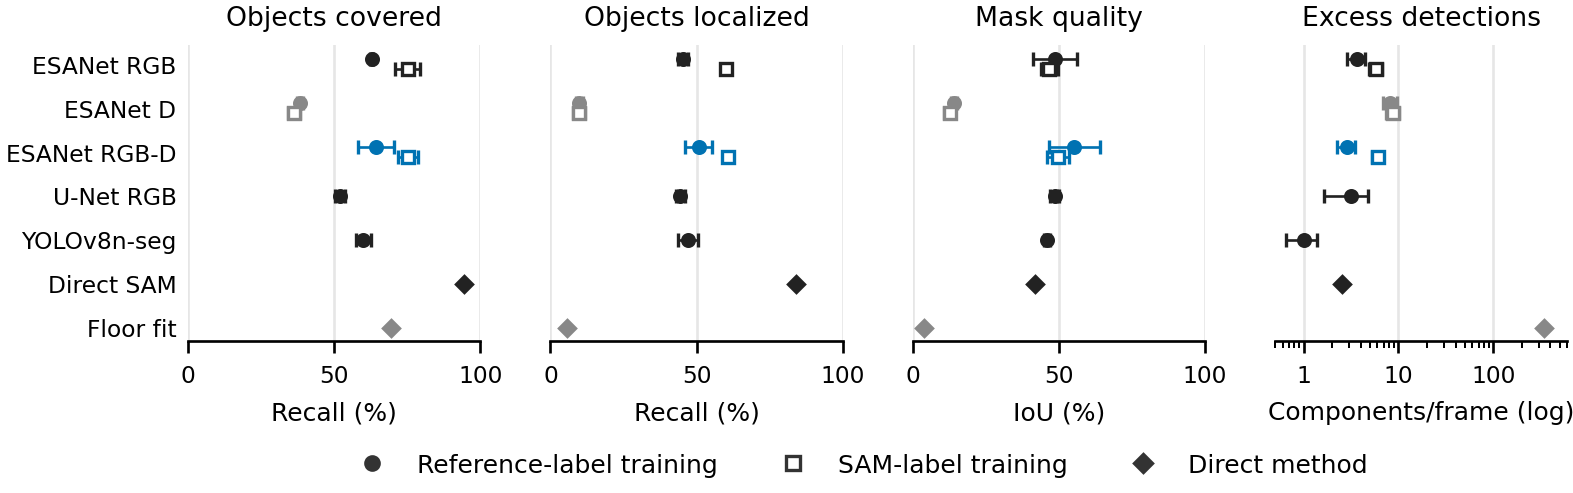 Objects covered Objects localized Mask quality Excess detections
ESANet RGB
ESANet D
ESANet RGB-D
U-Net RGB
YOLOv8n-seg
Direct SAM
Floor fit
0 50 100 0 50 100 0 50 100 1 10 100
Recall (%) Recall (%) IoU (%) Components/frame (log)
Reference-label training SAM-label training Direct method